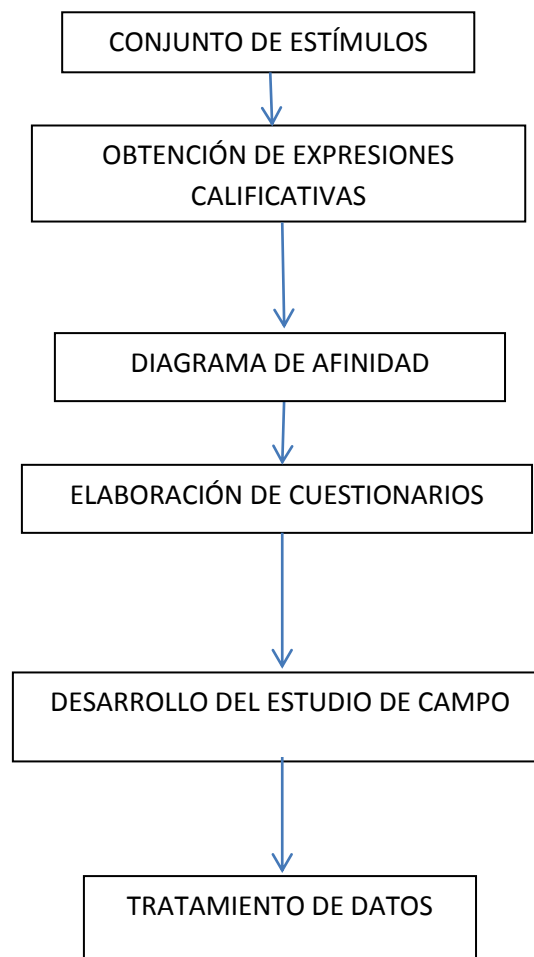 CONJUNTO DE ESTÍMULOS
OBTENCIÓN DE EXPRESIONES
CALIFICATIVAS
DIAGRAMA DE AFINIDAD
ELABORACIÓN DE CUESTIONARIOS
DESARROLLO DEL ESTUDIO DE CAMPO
TRATAMIENTO DE DATOS